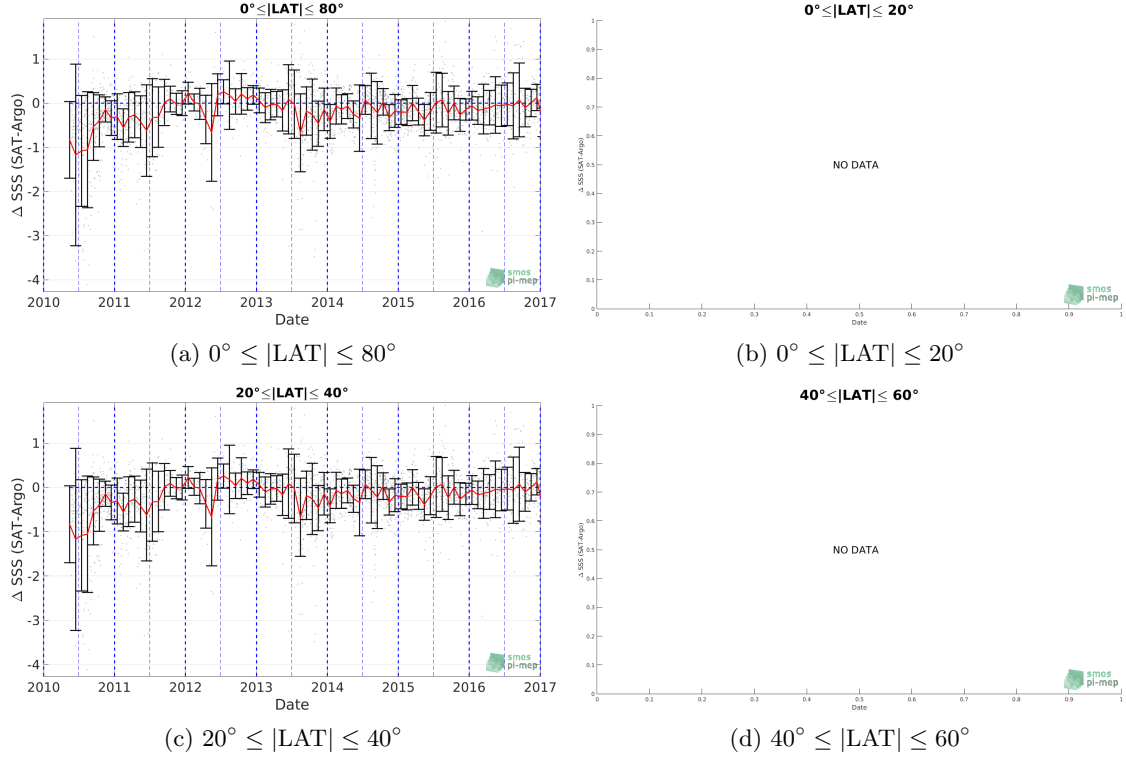 0°≤|LAT|≤ 80°
1
0
-1
-2
-3
-4
Δ SSS (SAT-Argo)
2010 2011 2012 2013 2014 2015 2016 2017
Date
smos
pi-mep
(a) 0° ≤ |LAT| ≤ 80°
0°≤|LAT|≤ 20°
1
0.9
0.8
0.7
0.6
0.5
0.4
0.3
0.2
0.1
0
Δ SSS (SAT-Argo)
NO DATA
0 0.1 0.2 0.3 0.4 0.5 0.6 0.7 0.8 0.9 1
Date
smos
pi-mep
(b) 0° ≤ |LAT| ≤ 20°
20°≤|LAT|≤ 40°
1
0
-1
-2
-3
-4
Δ SSS (SAT-Argo)
2010 2011 2012 2013 2014 2015 2016 2017
Date
smos
pi-mep
(c) 20° ≤ |LAT| ≤ 40°
40°≤|LAT|≤ 60°
1
0.9
0.8
0.7
0.6
0.5
0.4
0.3
0.2
0.1
0
Δ SSS (SAT-Argo)
NO DATA
0 0.1 0.2 0.3 0.4 0.5 0.6 0.7 0.8 0.9 1
Date
smos
pi-mep
(d) 40° ≤ |LAT| ≤ 60°